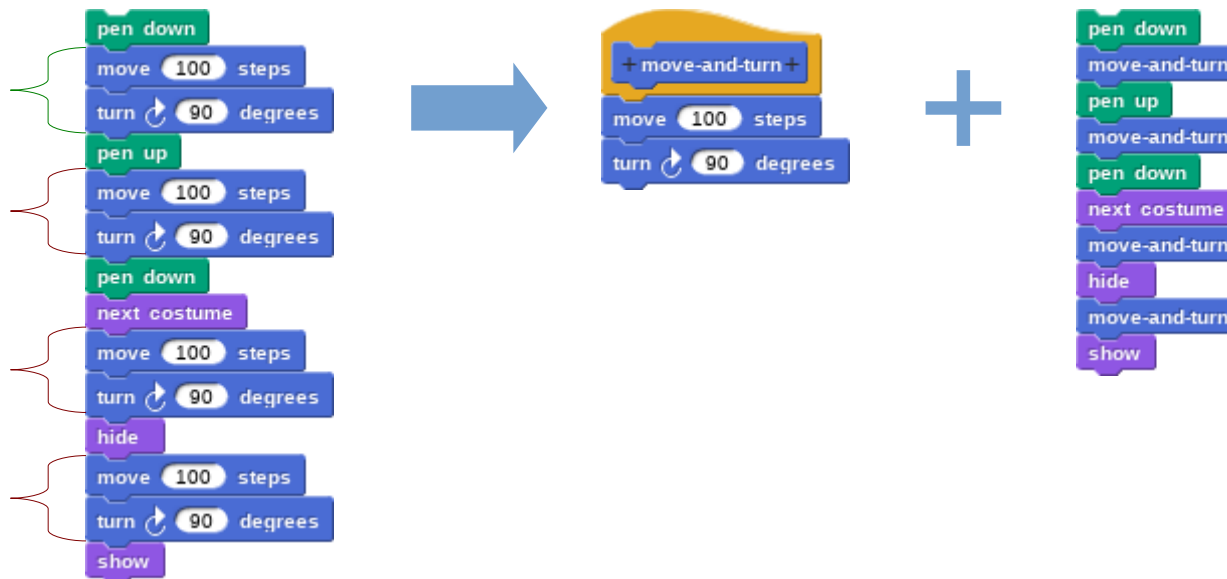 pen down
move 100 steps
turn 90 degrees
pen up
move 100 steps
turn 90 degrees
pen down
next costume
move 100 steps
turn 90 degrees
hide
move 100 steps
turn 90 degrees
show
+ move-and-turn +
move 100 steps
turn 90 degrees
pen down
move-and-turn
pen up
move-and-turn
pen down
next costume
move-and-turn
hide
move-and-turn
show